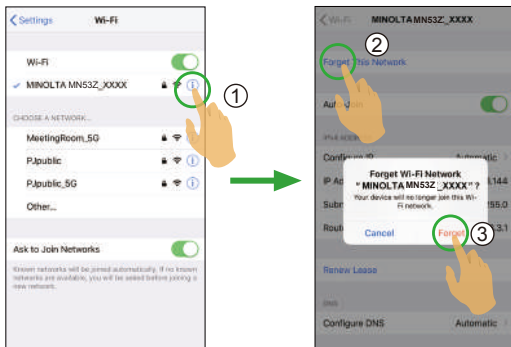 Settings Wi-Fi
Wi-Fi
MINOLTA MN53Z_XXXX
CHOOSE A NETWORK...
MeetingRoom_5G
PJpublic
PJpublic_5G
Other...
Ask to Join Networks
Known networks will be joined automatically. If no known
networks are available, you will be asked before joining a
new network.
①
Wi-Fi MINOLTA MN53Z_XXXX
②
Forget This Network
Auto-Join
Configure IP Automatic
Forget Wi-Fi Network
“MINOLTA MN53Z_XXXX”?
Your device will no longer join this Wi-
Fi network.
Cancel Forget
③
Renew Lease
DNS
Configure DNS Automatic